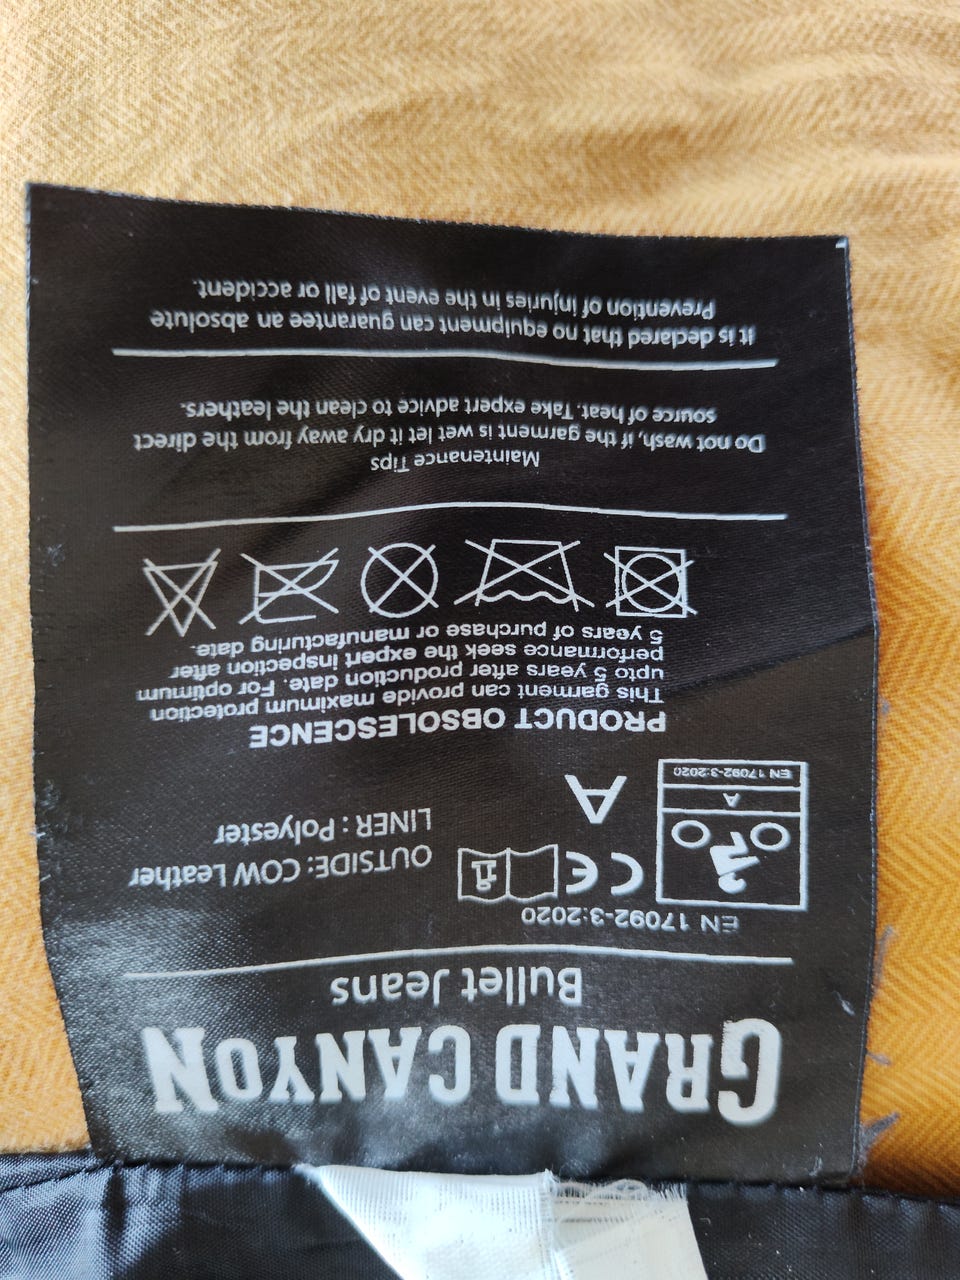 GRAND CANYON
Bullet Jeans
EN 17092-3:2020
CE
A
EN 17092-3:2020
A
OUTSIDE: COW Leather
LINER : Polyester
PRODUCT OBSOLESCENCE
This garment can provide maximum protection
upto 5 years after production date. For optimum
performance seek the expert inspection after
5 years of purchase or manufacturing date.
Maintenance Tips
Do not wash, if, the garment is wet let it dry away from the direct
source of heat. Take expert advice to clean the leathers.
It is declared that no equipment can guarantee an absolute
Prevention of injuries in the event of fall or accident.